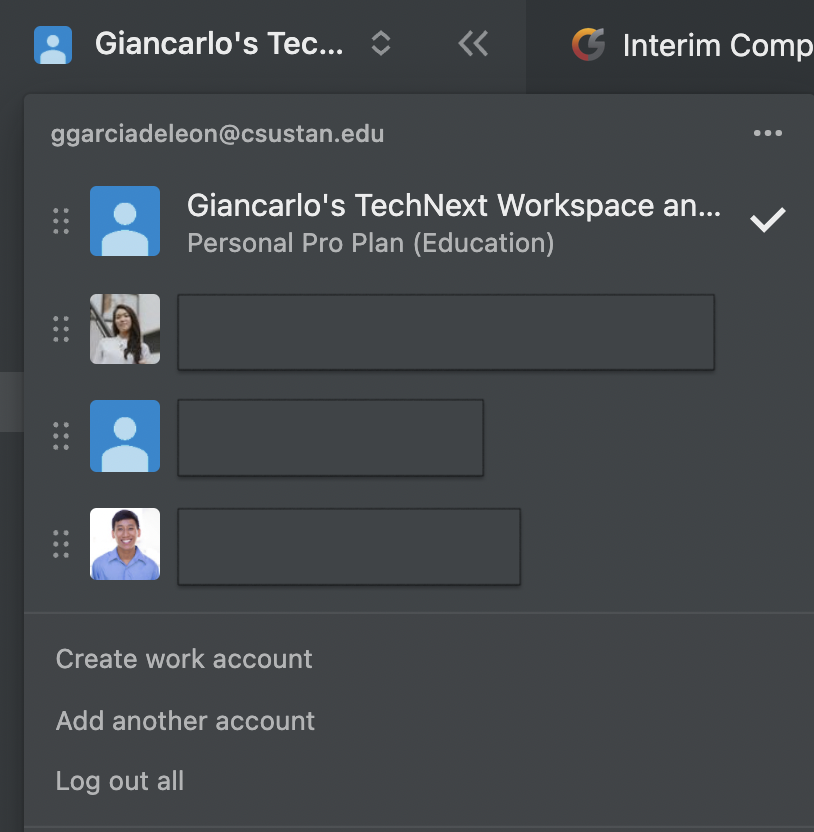 Giancarlo's Tec...
Interim Comp
ggarciadeleon@csustan.edu
Giancarlo's TechNext Workspace an...
Personal Pro Plan (Education)
Create work account
Add another account
Log out all